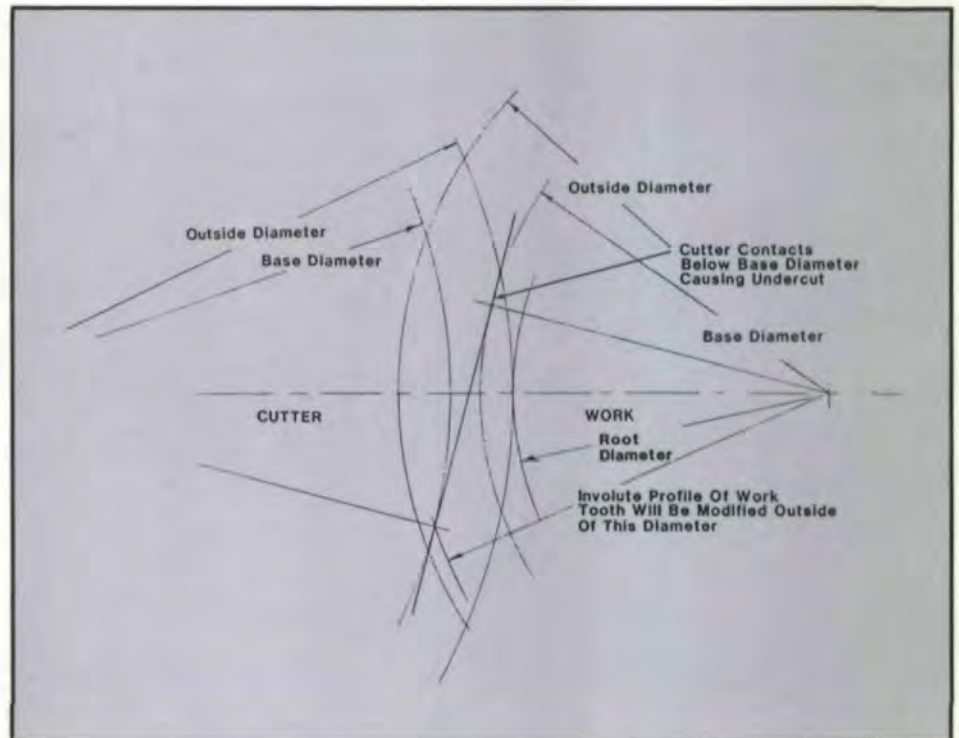 Outside Diameter
Outside Diameter
Base Diameter
Cutter Contacts
Below Base Diameter
Causing Undercut
Base Diameter
CUTTER
WORK
Root
Diameter
Involute Profile Of Work
Tooth Will Be Modified Outside
Of This Diameter